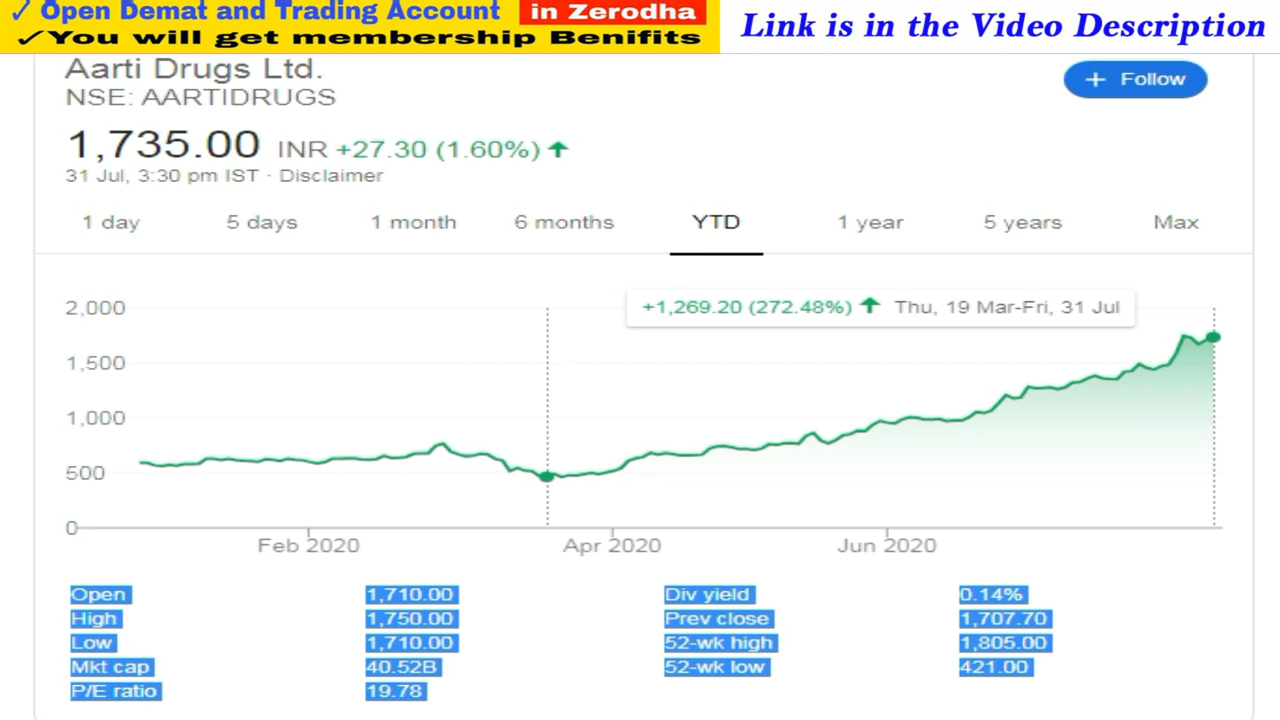 ✓ Open Demat and Trading Account in Zerodha
✓You will get membership Benifits
Link is in the Video Description
Aarti Drugs Ltd.
NSE: AARTIDRUGS
+ Follow
1,735.00 INR +27.30 (1.60%) ↑
31 Jul, 3:30 pm IST · Disclaimer
1 day 5 days 1 month 6 months YTD 1 year 5 years Max
+1,269.20 (272.48%) ↑ Thu, 19 Mar-Fri, 31 Jul
2,000
1,500
1,000
500
0
Feb 2020 Apr 2020 Jun 2020
Open 1,710.00 Div yield 0.14%
High 1,750.00 Prev close 1,707.70
Low 1,710.00 52-wk high 1,805.00
Mkt cap 40.52B 52-wk low 421.00
P/E ratio 19.78